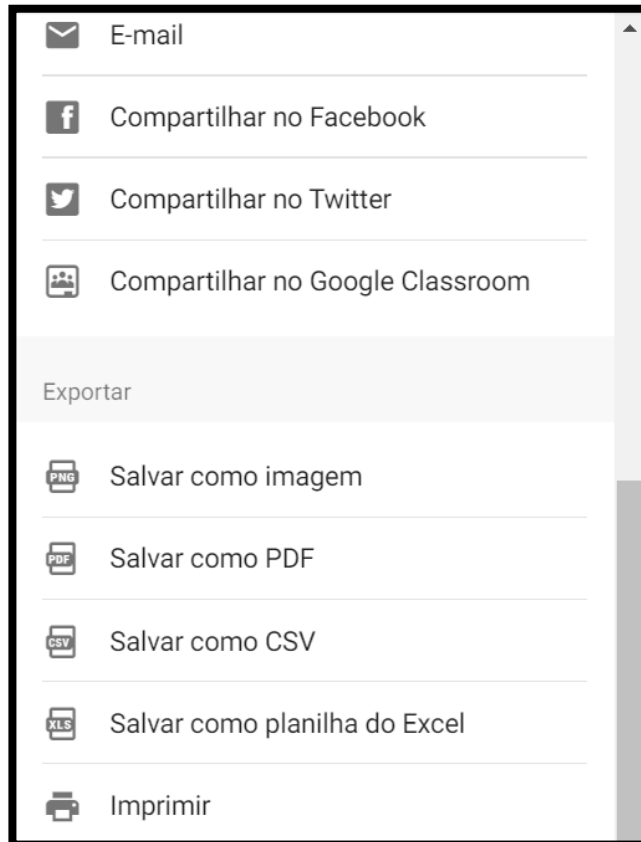 E-mail
Compartilhar no Facebook
Compartilhar no Twitter
Compartilhar no Google Classroom
Exportar
PNG Salvar como imagem
PDF Salvar como PDF
CSV Salvar como CSV
XLS Salvar como planilha do Excel
Imprimir